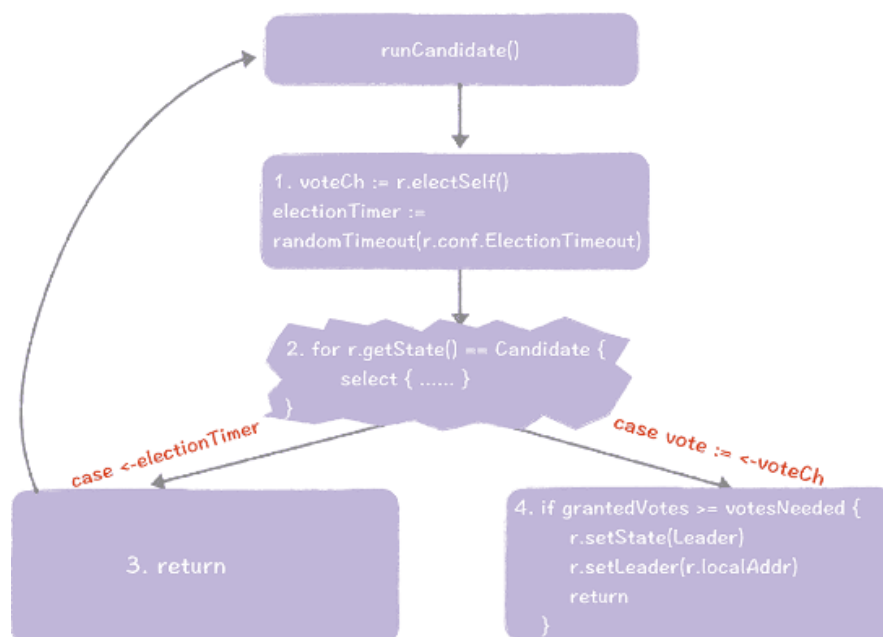 runCandidate()
1. voteCh := r.electSelf()
electionTimer :=
randomTimeout(r.conf.ElectionTimeout)
2. for r.getState() == Candidate {
select { ...... }
}
case <-electionTimer
case vote := <-voteCh
3. return
4. if grantedVotes >= votesNeeded {
r.setState(Leader)
r.setLeader(r.localAddr)
return
}